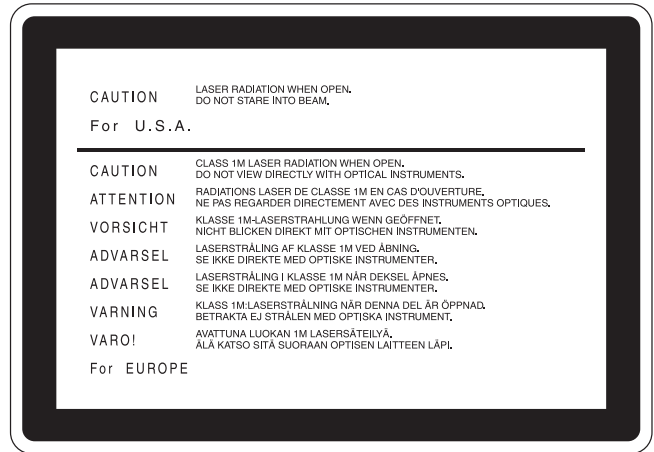 CAUTION LASER RADIATION WHEN OPEN.
DO NOT STARE INTO BEAM.
For U.S.A.
CAUTION CLASS 1M LASER RADIATION WHEN OPEN.
DO NOT VIEW DIRECTLY WITH OPTICAL INSTRUMENTS.
ATTENTION RADIATIONS LASER DE CLASSE 1M EN CAS D'OUVERTURE.
NE PAS REGARDER DIRECTEMENT AVEC DES INSTRUMENTS OPTIQUES.
VORSICHT KLASSE 1M-LASERSTRAHLUNG WENN GEÖFFNET.
NICHT BLICKEN DIREKT MIT OPTISCHEN INSTRUMENTEN.
ADVARSEL LASERSTRÅLING AF KLASSE 1M VED ÅBNING.
SE IKKE DIREKTE MED OPTISKE INSTRUMENTER.
ADVARSEL LASERSTRÅLING I KLASSE 1M NÅR DEKSEL ÅPNES.
SE IKKE DIREKTE MED OPTISKE INSTRUMENTER.
VARNING KLASS 1M:LASERSTRÅLNING NÄR DENNA DEL ÄR ÖPPNAD.
BETRAKTA EJ STRÅLEN MED OPTISKA INSTRUMENT.
VARO! AVATTUNA LUOKAN 1M LASERSÄTEILYÄ.
ÄLÄ KATSO SITÄ SUORAAN OPTISEN LAITTEEN LÄPI.
For EUROPE